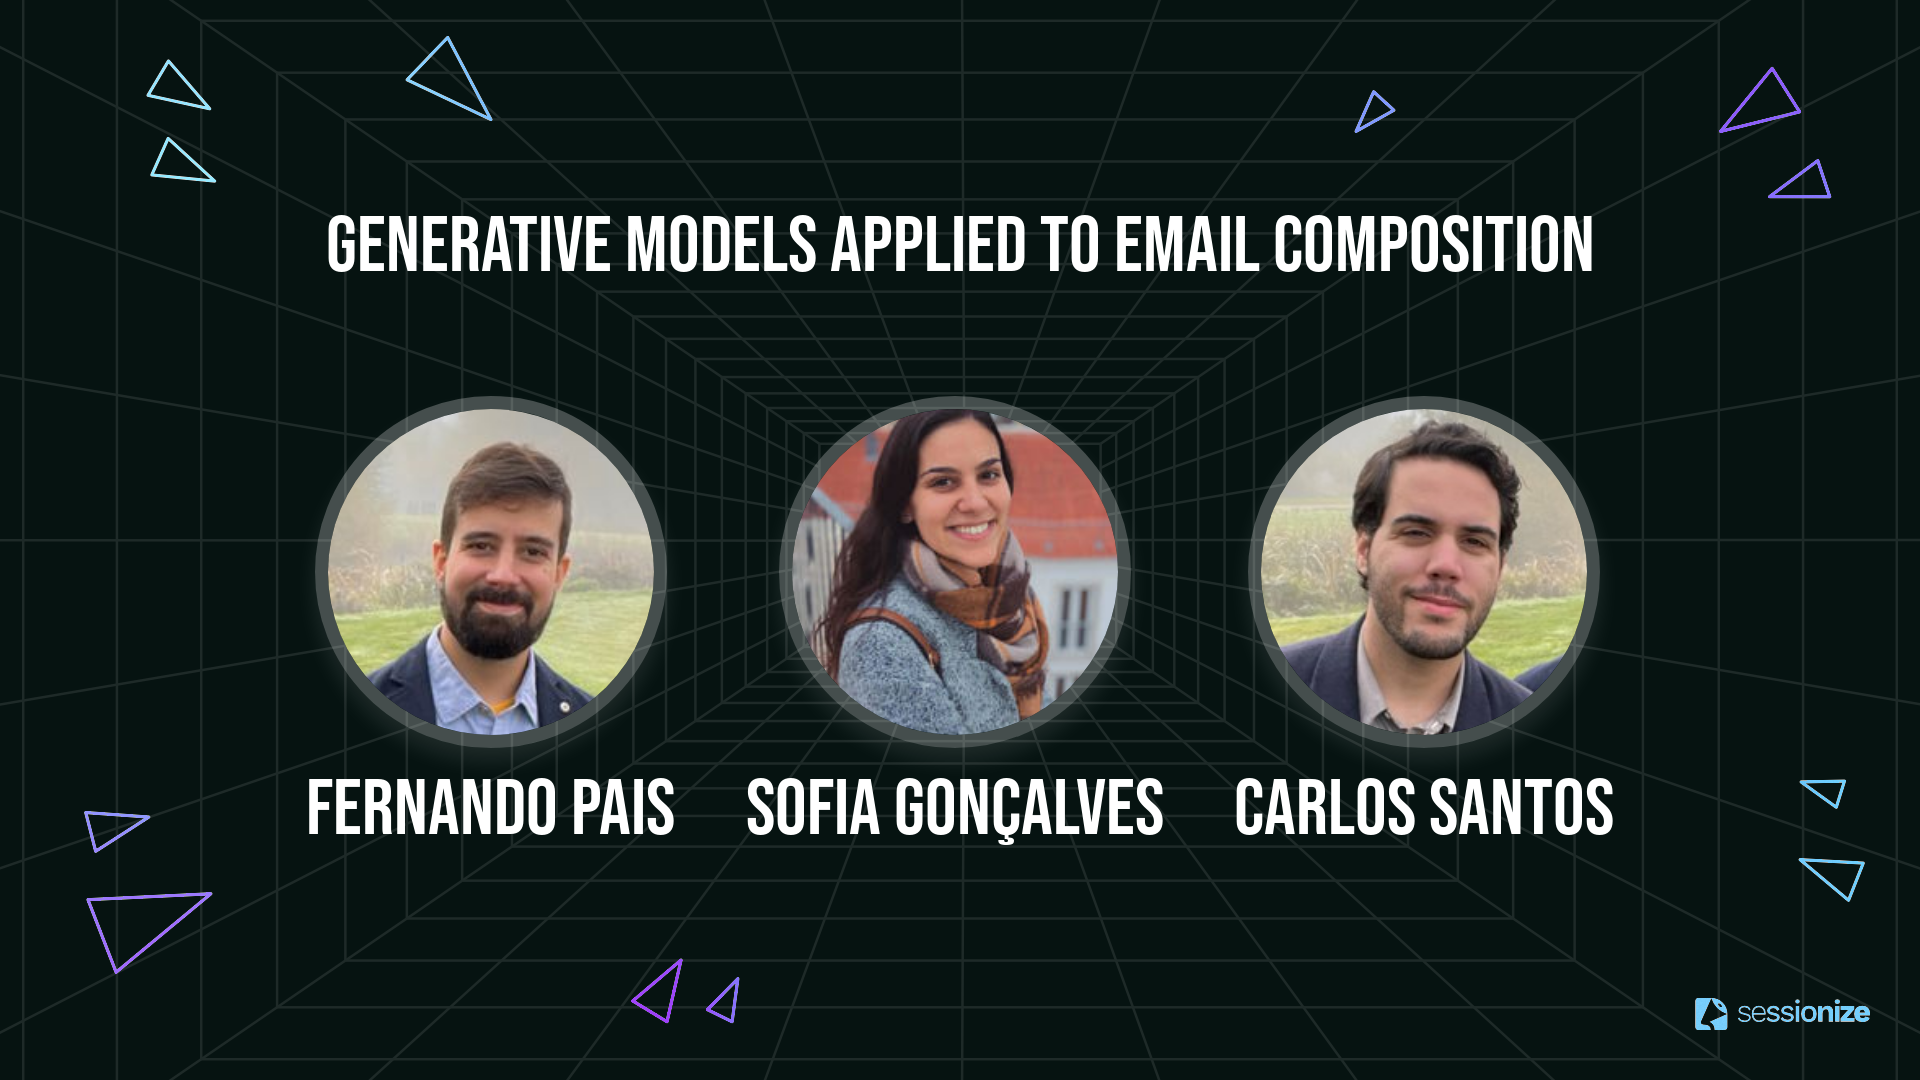 GENERATIVE MODELS APPLIED TO EMAIL COMPOSITION
FERNANDO PAIS
SOFIA GONÇALVES
CARLOS SANTOS
sessionize